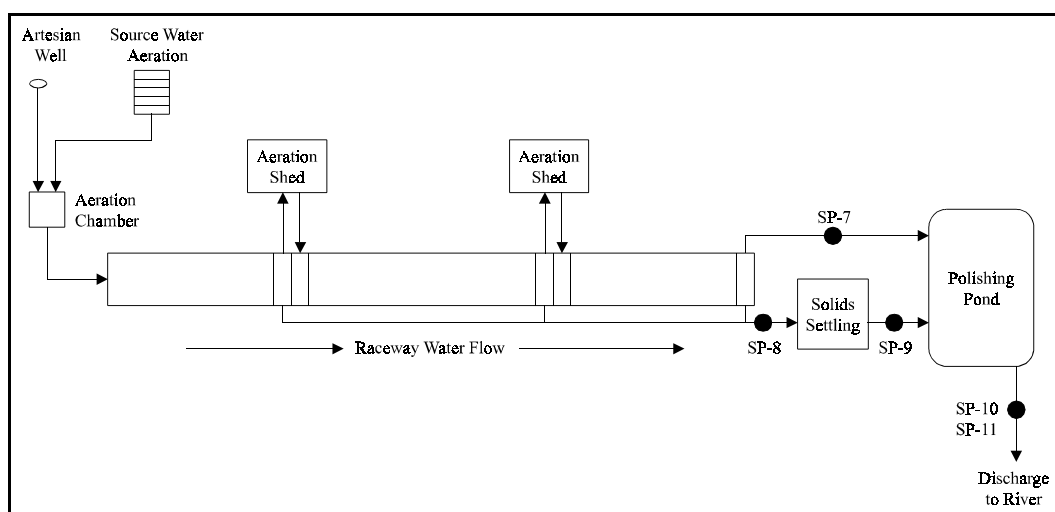 Artesian
Well
Source Water
Aeration
Aeration
Shed
Aeration
Shed
Aeration
Chamber
SP-7
Polishing
Pond
Solids
Settling
Raceway Water Flow
SP-8
SP-9
SP-10
SP-11
Discharge
to River